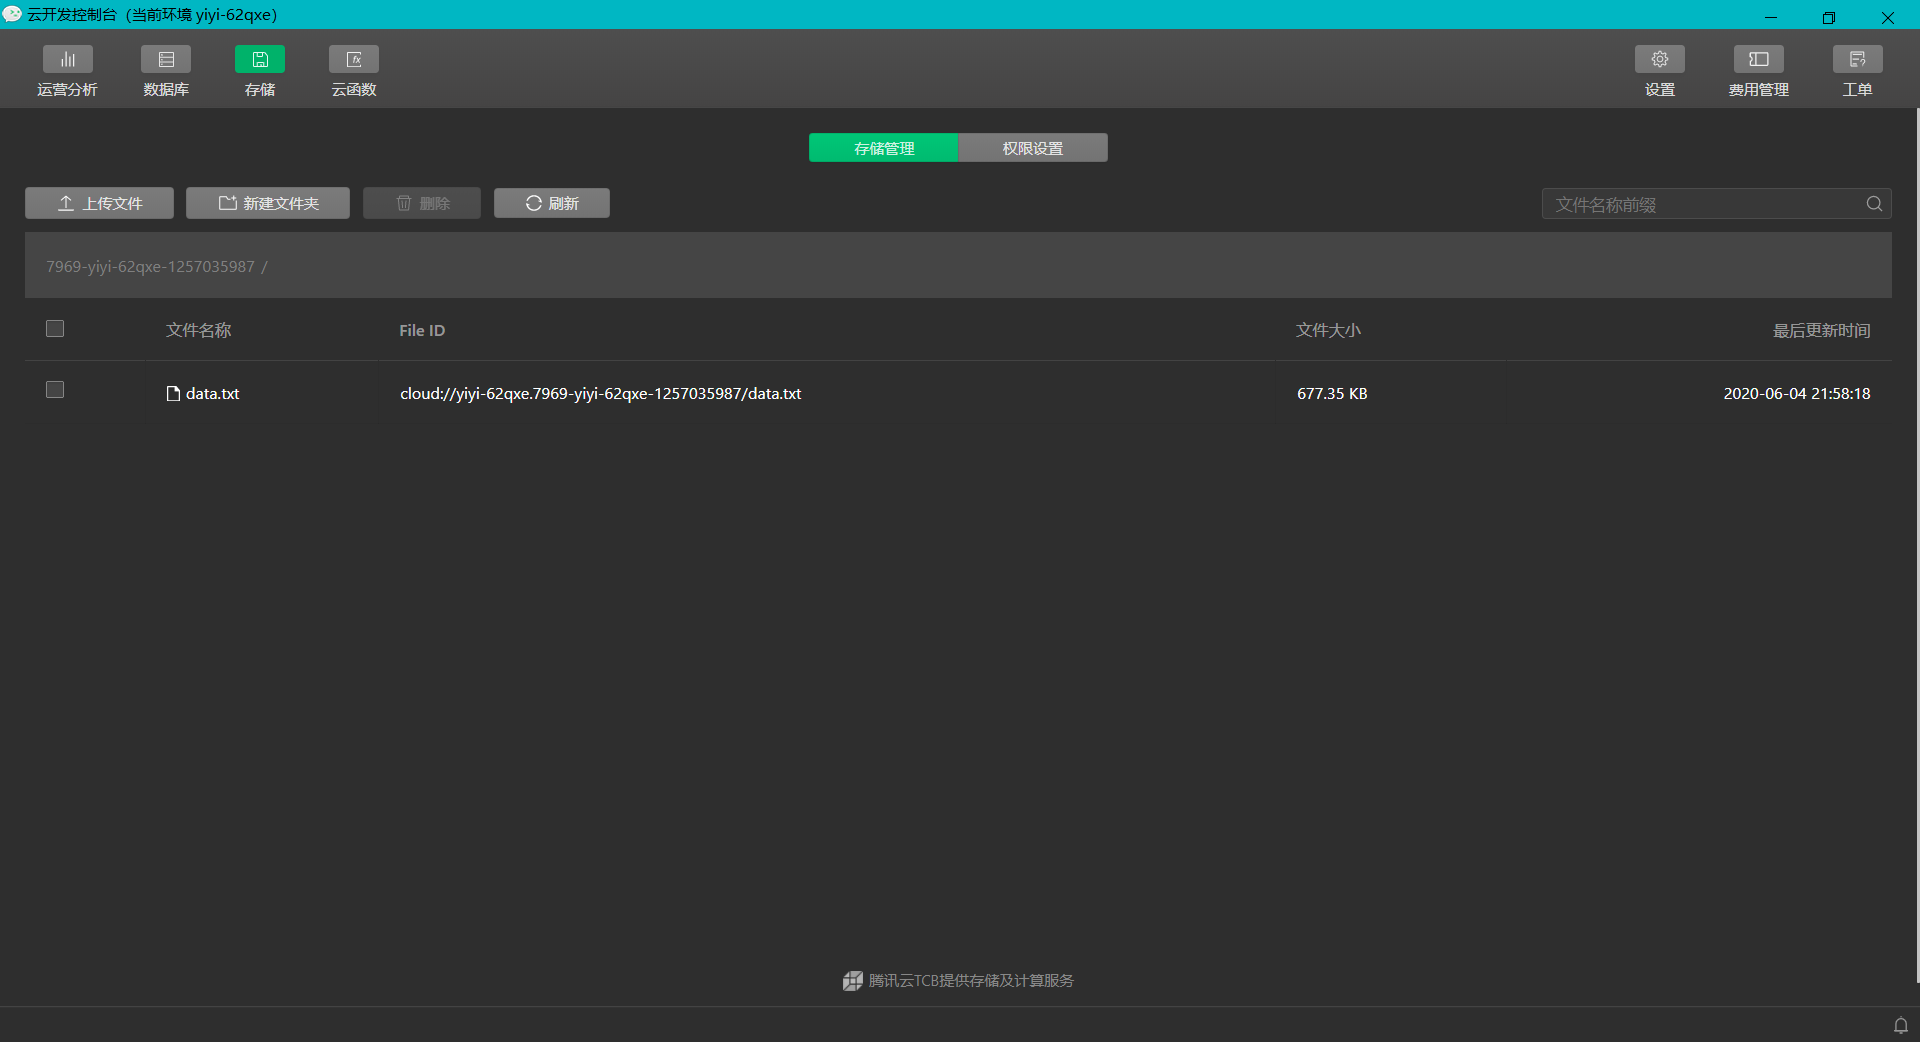 云开发控制台（当前环境 yiyi-62qxe）
运营分析 数据库 存储 云函数 设置 费用管理 工单
存储管理 权限设置
上传文件 新建文件夹 删除 刷新 文件名称前缀
7969-yiyi-62qxe-1257035987 /
文件名称 File ID 文件大小 最后更新时间
data.txt cloud://yiyi-62qxe.7969-yiyi-62qxe-1257035987/data.txt 677.35 KB 2020-06-04 21:58:18
腾讯云TCB提供存储及计算服务